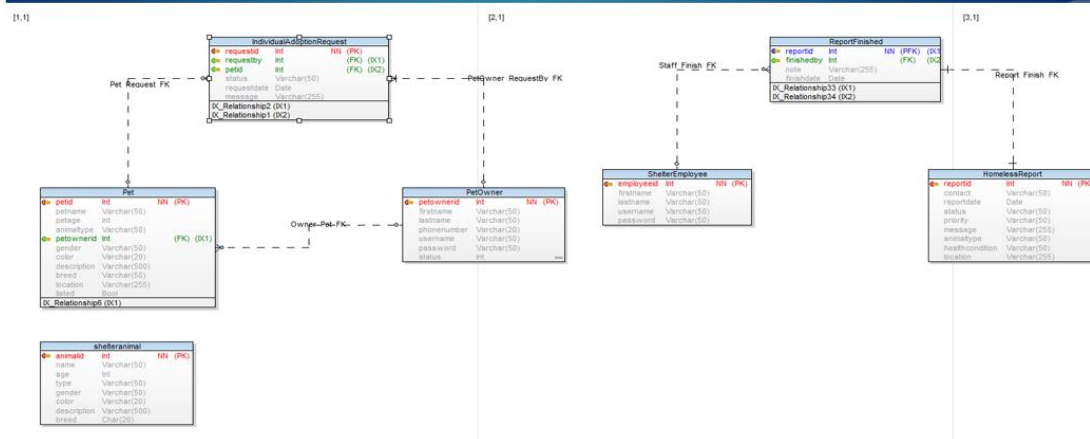 [1,1]
[2,1]
[3,1]
IndividualAdoptionRequest
requestid Int NN (PK)
requestby Int (FK) (IX1)
petid Int (FK) (IX2)
status Varchar(50)
requestdate Date
message Varchar(255)
IX_Relationship2 (IX1)
IX_Relationship1 (IX2)
Pet Request FK
PetOwner RequestBy FK
ReportFinished
reportid Int NN (PFK) (IX1
finishedby Int (FK) (IX2
note Varchar(255)
finishdate Date
IX_Relationship33 (IX1)
IX_Relationship34 (IX2)
Staff Finish FK
Report Finish FK
Pet
petid Int NN (PK)
petname Varchar(50)
petage Int
animaltype Varchar(50)
petownerid Int (FK) (IX1)
gender Varchar(50)
color Varchar(20)
description Varchar(500)
breed Varchar(50)
location Varchar(255)
listed Bool
IX_Relationship6 (IX1)
Owner Pet FK
PetOwner
petownerid Int NN (PK)
firstname Varchar(50)
lastname Varchar(50)
phonenumber Varchar(20)
username Varchar(50)
password Varchar(50)
status Int
ShelterEmployee
employeeid Int NN (PK)
firstname Varchar(50)
lastname Varchar(50)
username Varchar(50)
password Varchar(50)
HomelessReport
reportid Int NN (PK
contact Varchar(50)
reportdate Date
status Varchar(50)
priority Varchar(50)
message Varchar(255)
animaltype Varchar(50)
healthcondition Varchar(50)
location Varchar(255)
shelteranimal
animalid Int NN (PK)
name Varchar(50)
age Int
type Varchar(50)
gender Varchar(50)
color Varchar(20)
description Varchar(500)
breed Char(20)